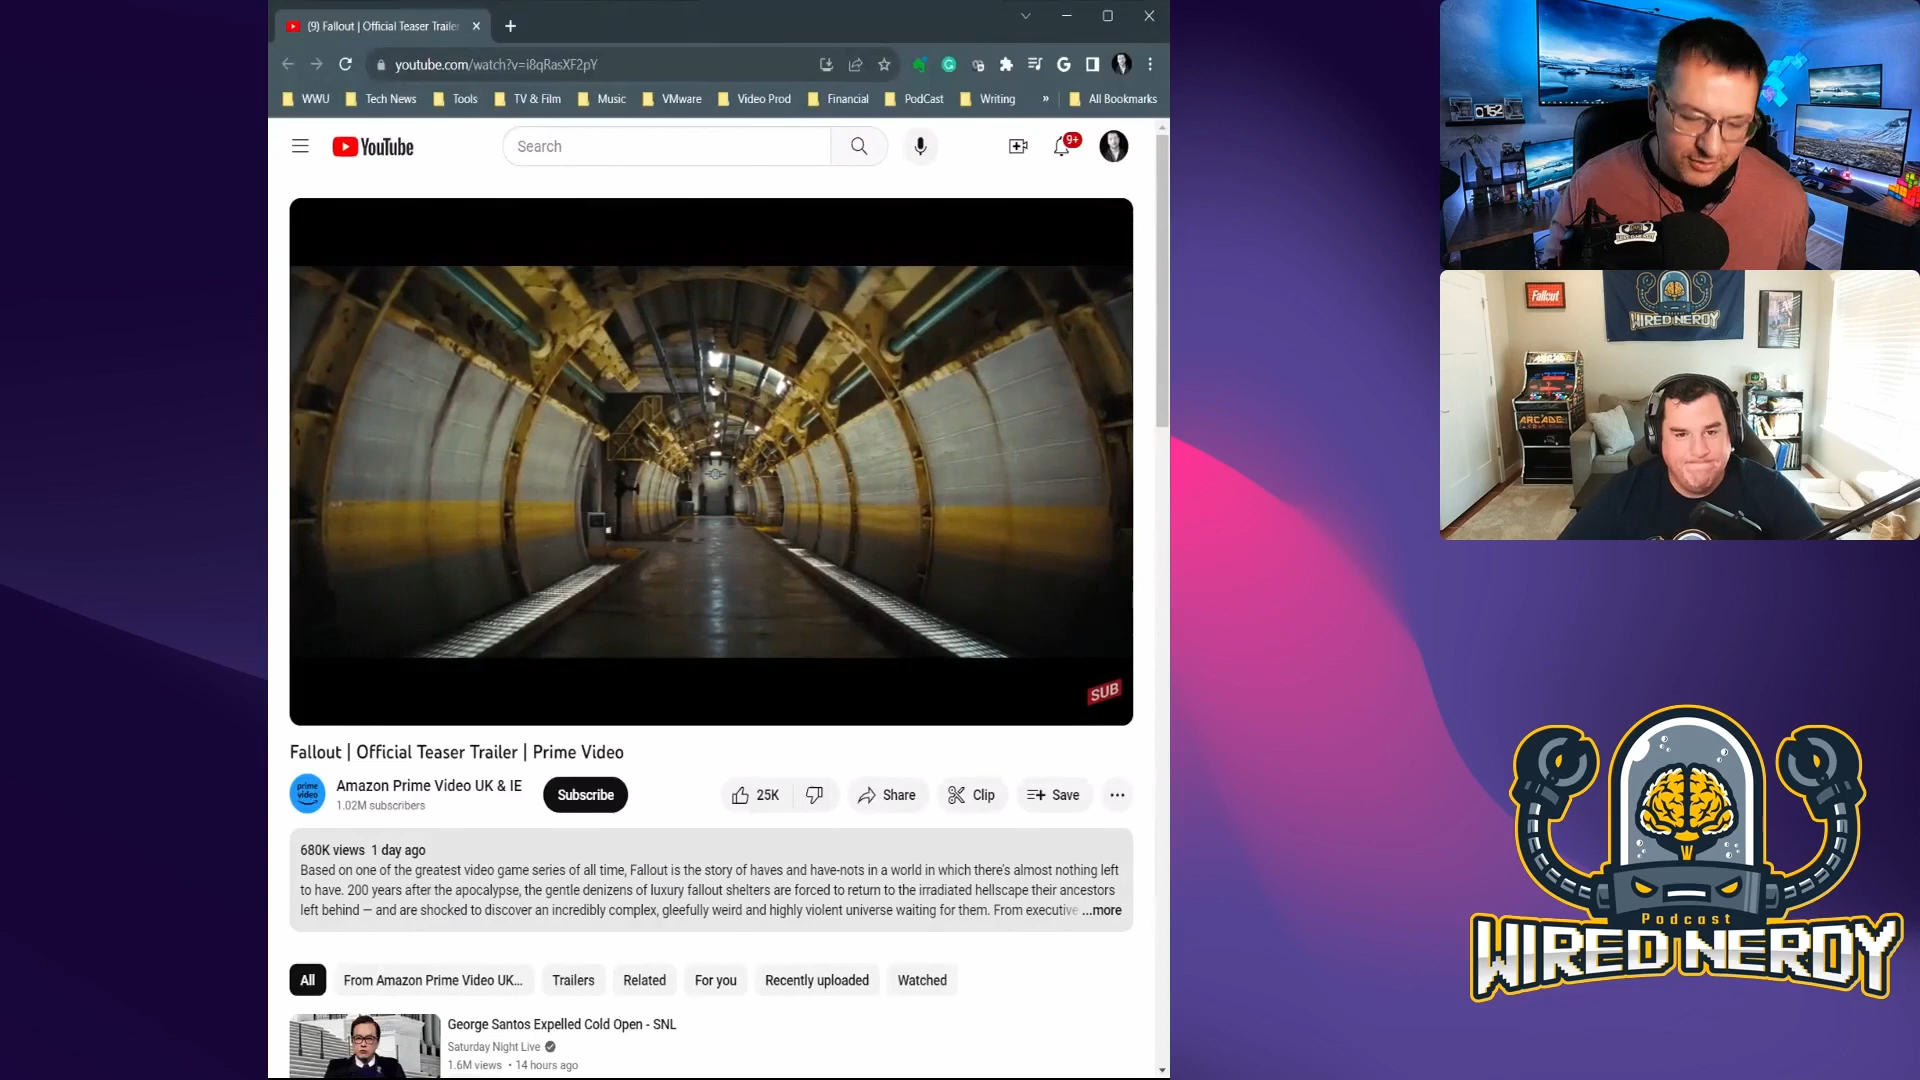 (9) Fallout | Official Teaser Trailer
youtube.com/watch?v=i8qRasXF2pY
WWU
Tech News
Tools
TV & Film
Music
VMware
Video Prod
Financial
PodCast
Writing
»
All Bookmarks
YouTube
Search
9+
SUB
Fallout | Official Teaser Trailer | Prime Video
prime video
Amazon Prime Video UK & IE
1.02M subscribers
Subscribe
25K
Share
Clip
Save
680K views 1 day ago
Based on one of the greatest video game series of all time, Fallout is the story of haves and have-nots in a world in which there's almost nothing left
to have. 200 years after the apocalypse, the gentle denizens of luxury fallout shelters are forced to return to the irradiated hellscape their ancestors
left behind — and are shocked to discover an incredibly complex, gleefully weird and highly violent universe waiting for them. From executive ...more
All
From Amazon Prime Video UK...
Trailers
Related
For you
Recently uploaded
Watched
George Santos Expelled Cold Open - SNL
Saturday Night Live
1.6M views • 14 hours ago
Fallout
WIRED NERDY
ARCADE
Podcast
WIRED NERDY